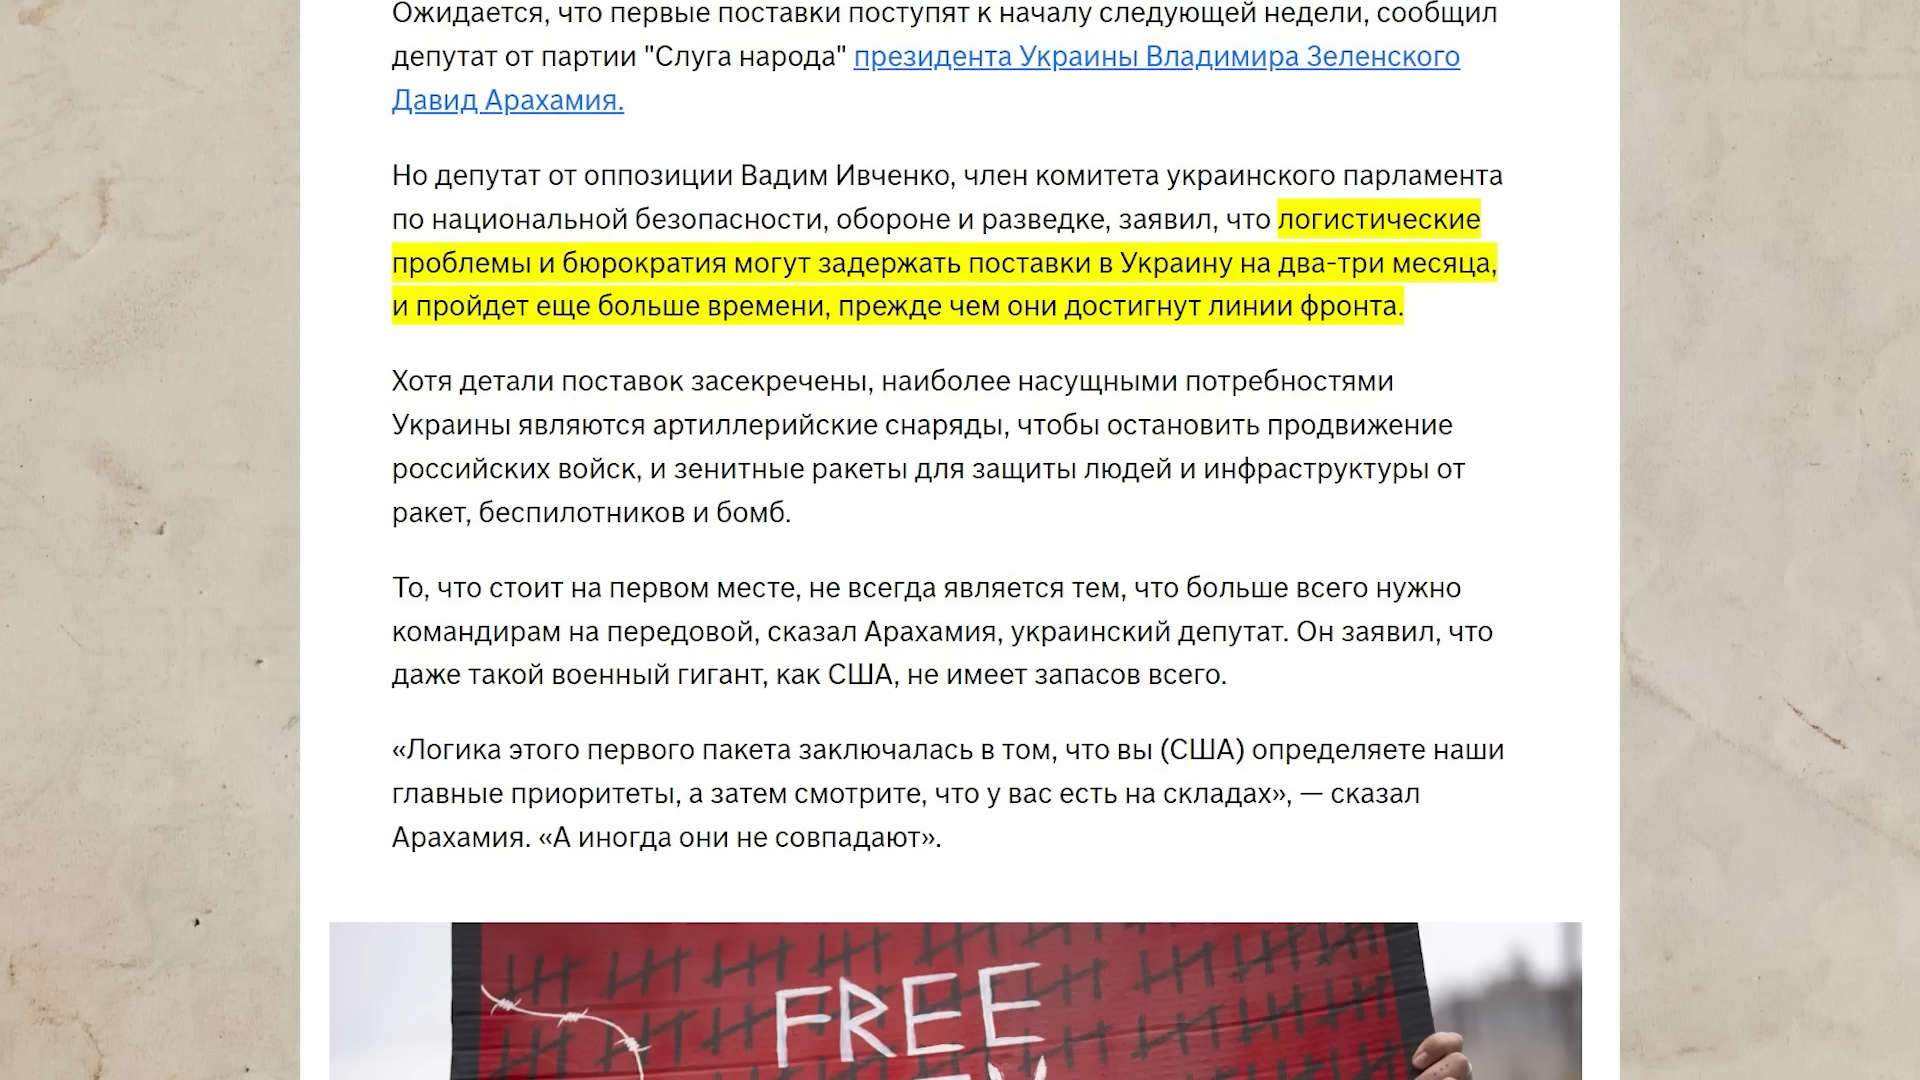 Ожидается, что первые поставки поступят к началу следующей недели, сообщил
депутат от партии "Слуга народа" президента Украины Владимира Зеленского
Давид Арахамия.
Но депутат от оппозиции Вадим Ивченко, член комитета украинского парламента
по национальной безопасности, обороне и разведке, заявил, что логистические
проблемы и бюрократия могут задержать поставки в Украину на два-три месяца,
и пройдет еще больше времени, прежде чем они достигнут линии фронта.
Хотя детали поставок засекречены, наиболее насущными потребностями
Украины являются артиллерийские снаряды, чтобы остановить продвижение
российских войск, и зенитные ракеты для защиты людей и инфраструктуры от
ракет, беспилотников и бомб.
То, что стоит на первом месте, не всегда является тем, что больше всего нужно
командирам на передовой, сказал Арахамия, украинский депутат. Он заявил, что
даже такой военный гигант, как США, не имеет запасов всего.
«Логика этого первого пакета заключалась в том, что вы (США) определяете наши
главные приоритеты, а затем смотрите, что у вас есть на складах», — сказал
Арахамия. «А иногда они не совпадают».
FREE